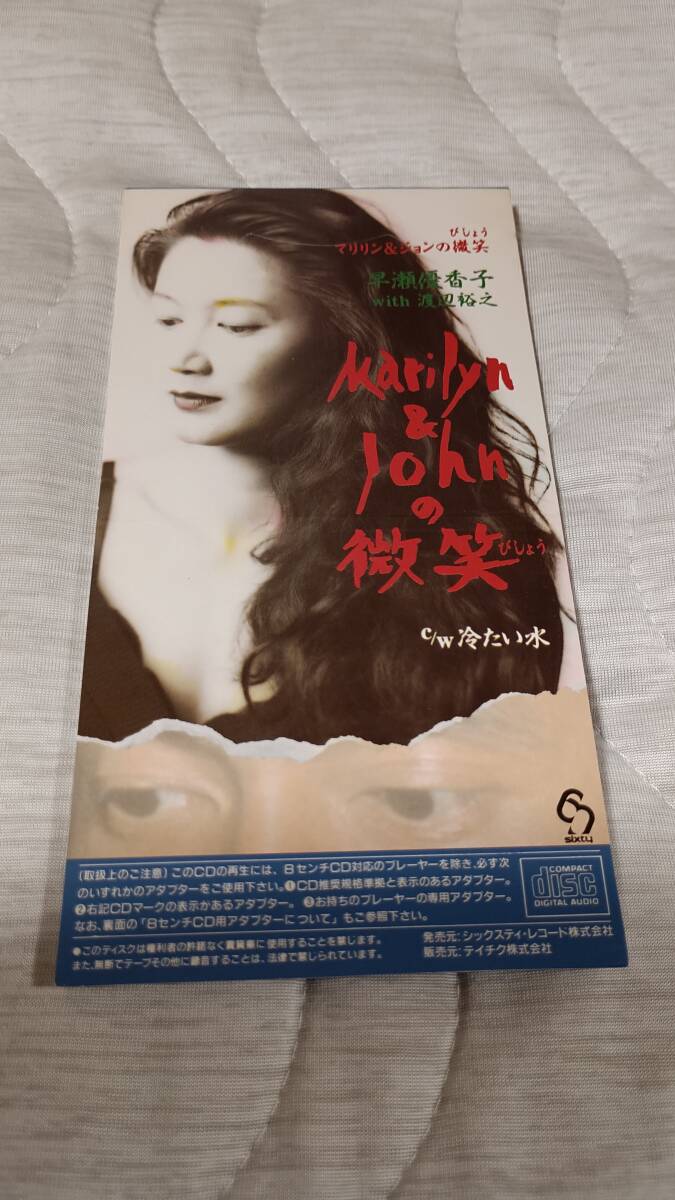 びしょう
マリリン&ジョンの微笑
早瀬優香子
with 渡辺裕之
Marilyn
&
John
の
微笑びしょう
c/w 冷たい水
sixty
(取扱上のご注意)このCDの再生には、8センチCD対応のプレーヤーを除き、必ず次
のいずれかのアダプターをご使用下さい。❶CD推奨規格準拠と表示のあるアダプター。
❷右記CDマークの表示があるアダプター。❸お持ちのプレーヤーの専用アダプター。
なお、裏面の「8センチCD用アダプターについて」もご参照下さい。
COMPACT
disc
DIGITAL AUDIO
●このディスクは権利者の許諾なく賃貸業に使用することを禁じます。
また、無断でテープその他に録音することは、法律で禁じられています。
発売元:シックスティ・レコード株式会社
販売元:テイチク株式会社